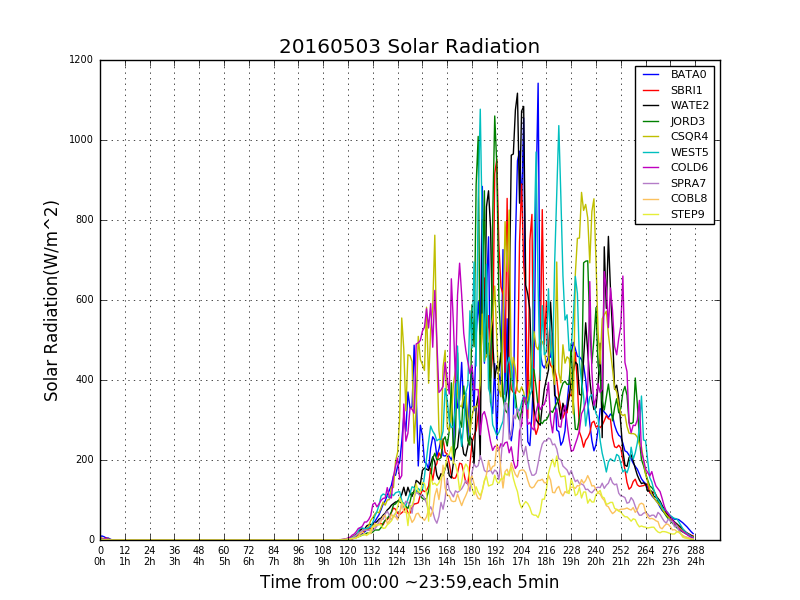 20160503 Solar Radiation
1200
1000
800
600
400
200
0
Solar Radiation(W/m^2)
BATA0
SBRI1
WATE2
JORD3
CSQR4
WEST5
COLD6
SPRA7
COBL8
STEP9
0 12 24 36 48 60 72 84 96 108 120 132 144 156 168 180 192 204 216 228 240 252 264 276 288
0h 1h 2h 3h 4h 5h 6h 7h 8h 9h 10h 11h 12h 13h 14h 15h 16h 17h 18h 19h 20h 21h 22h 23h 24h
Time from 00:00 ~23:59,each 5min